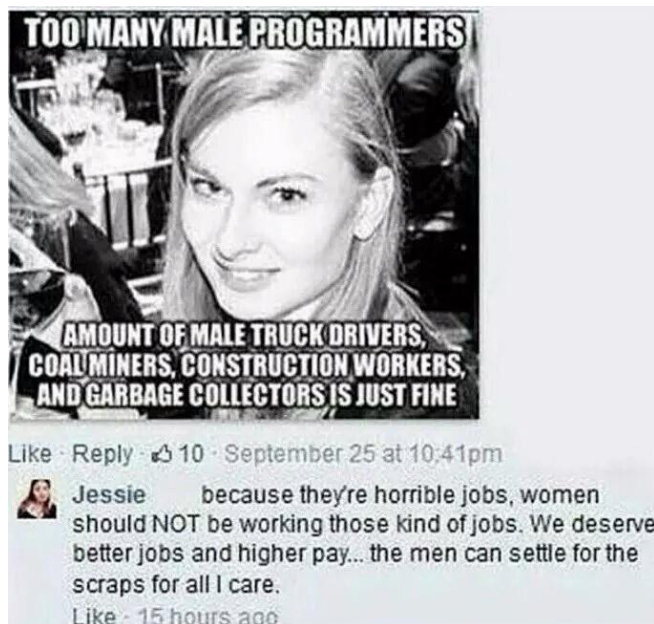 TOO MANY MALE PROGRAMMERS
AMOUNT OF MALE TRUCK DRIVERS,
COAL MINERS, CONSTRUCTION WORKERS,
AND GARBAGE COLLECTORS IS JUST FINE
Like · Reply · 10 · September 25 at 10:41pm
Jessie because they're horrible jobs, women
should NOT be working those kind of jobs. We deserve
better jobs and higher pay... the men can settle for the
scraps for all I care.
Like · 15 hours ago